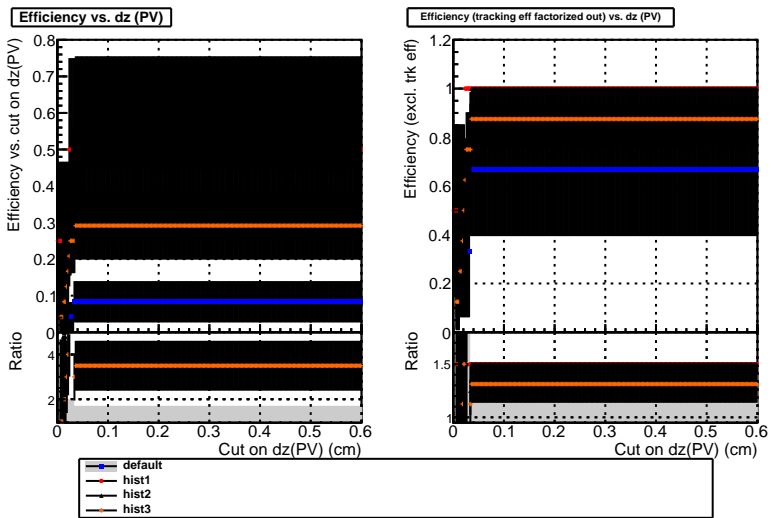 Efficiency vs. dz (PV)
Efficiency vs. cut on dz(PV)
0.8
0.7
0.6
0.5
0.4
0.3
0.2
0.1
0
Ratio
4
2
0 0.1 0.2 0.3 0.4 0.5 0.6
Cut on dz(PV) (cm)
Efficiency (tracking eff factorized out) vs. dz (PV)
Efficiency (excl. trk eff)
1.2
1
0.8
0.6
0.4
0.2
0
Ratio
1.5
1
0 0.1 0.2 0.3 0.4 0.5 0.6
Cut on dz(PV) (cm)
default
hist1
hist2
hist3